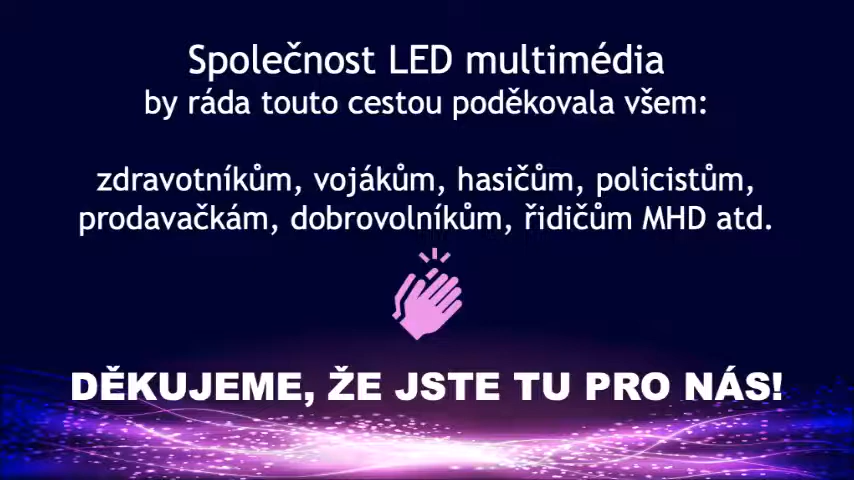 Společnost LED multimédia
by ráda touto cestou poděkovala všem:
zdravotníkům, vojákům, hasičům, policistům,
prodavačkám, dobrovolníkům, řidičům MHD atd.
DĚKUJEME, ŽE JSTE TU PRO NÁS!